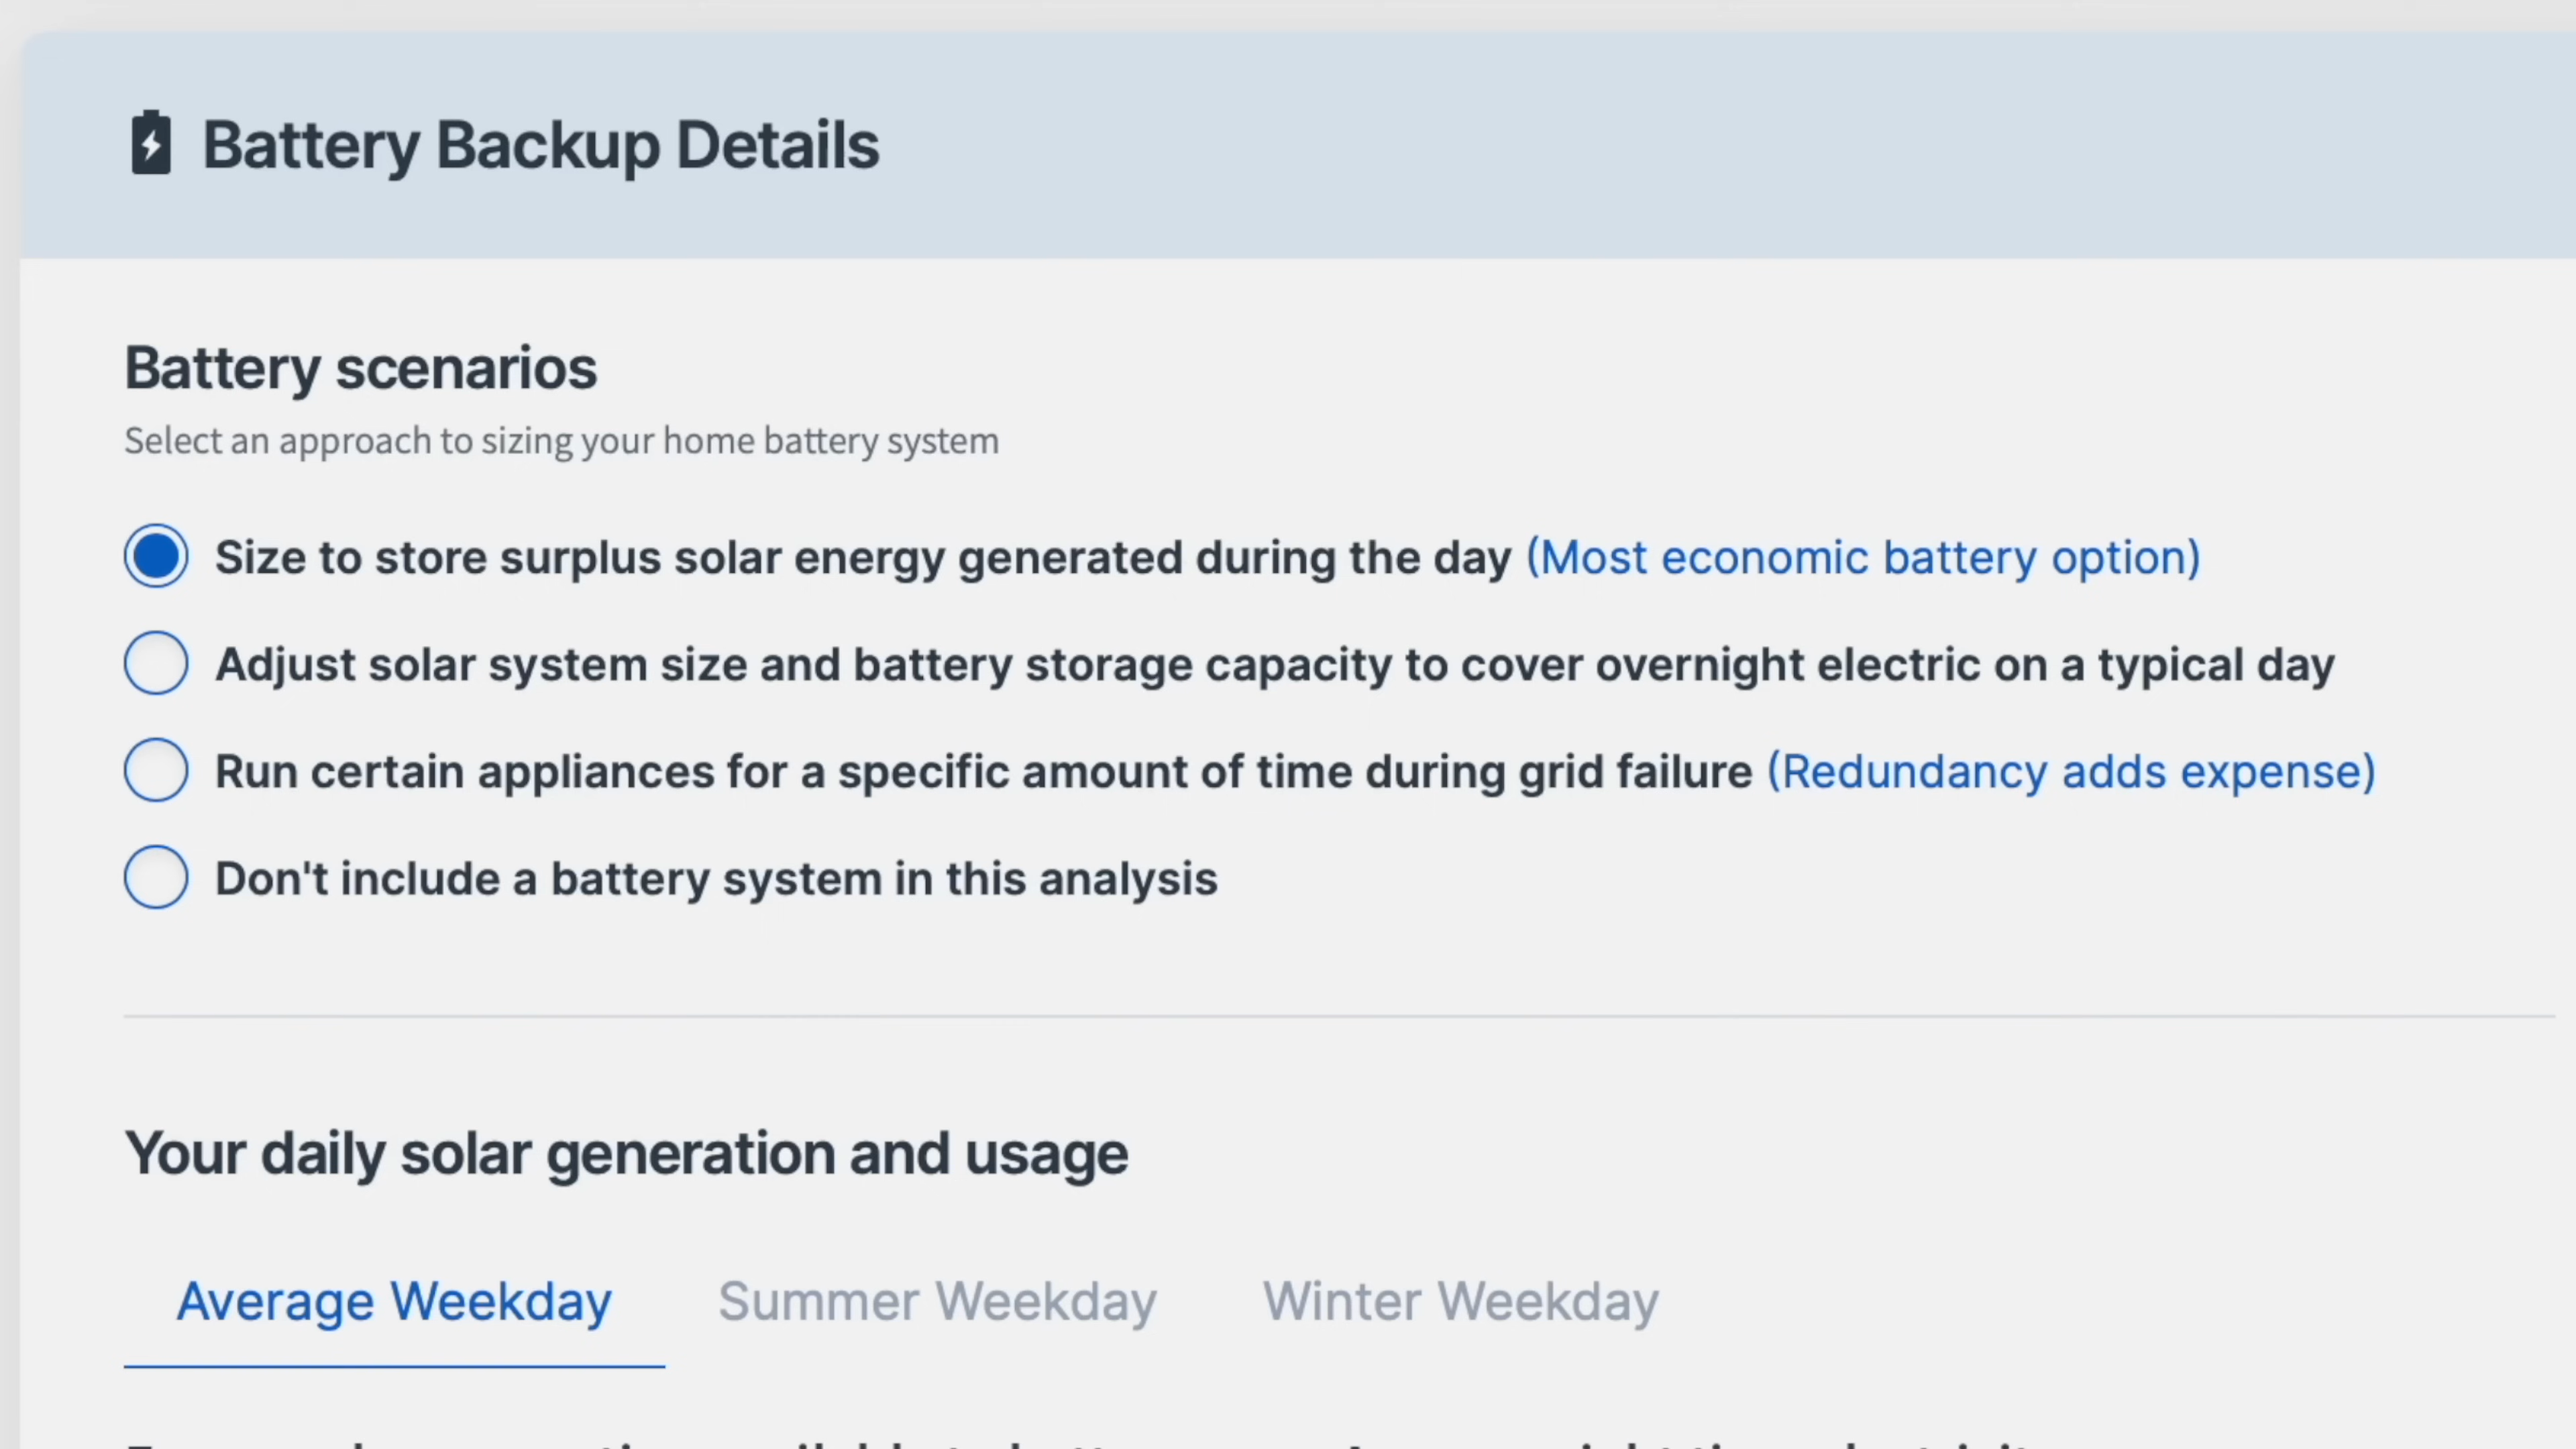 Battery Backup Details
Battery scenarios
Select an approach to sizing your home battery system
Size to store surplus solar energy generated during the day (Most economic battery option)
Adjust solar system size and battery storage capacity to cover overnight electric on a typical day
Run certain appliances for a specific amount of time during grid failure (Redundancy adds expense)
Don't include a battery system in this analysis
Your daily solar generation and usage
Average Weekday Summer Weekday Winter Weekday